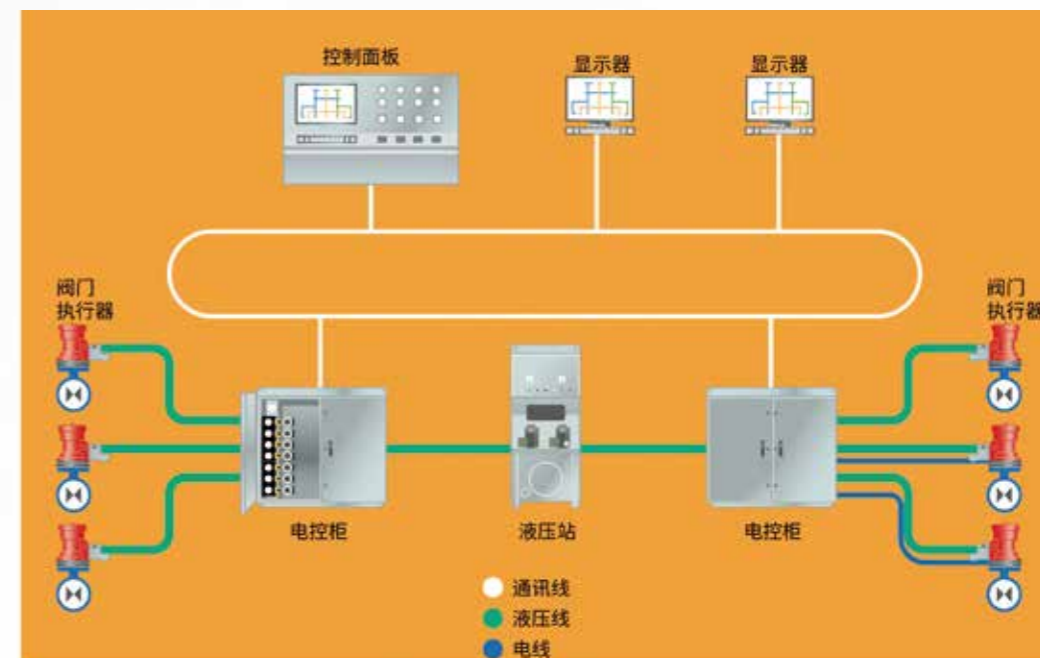 控制面板
显示器
显示器
阀门
执行器
阀门
执行器
电控柜
液压站
电控柜
通讯线
液压线
电线